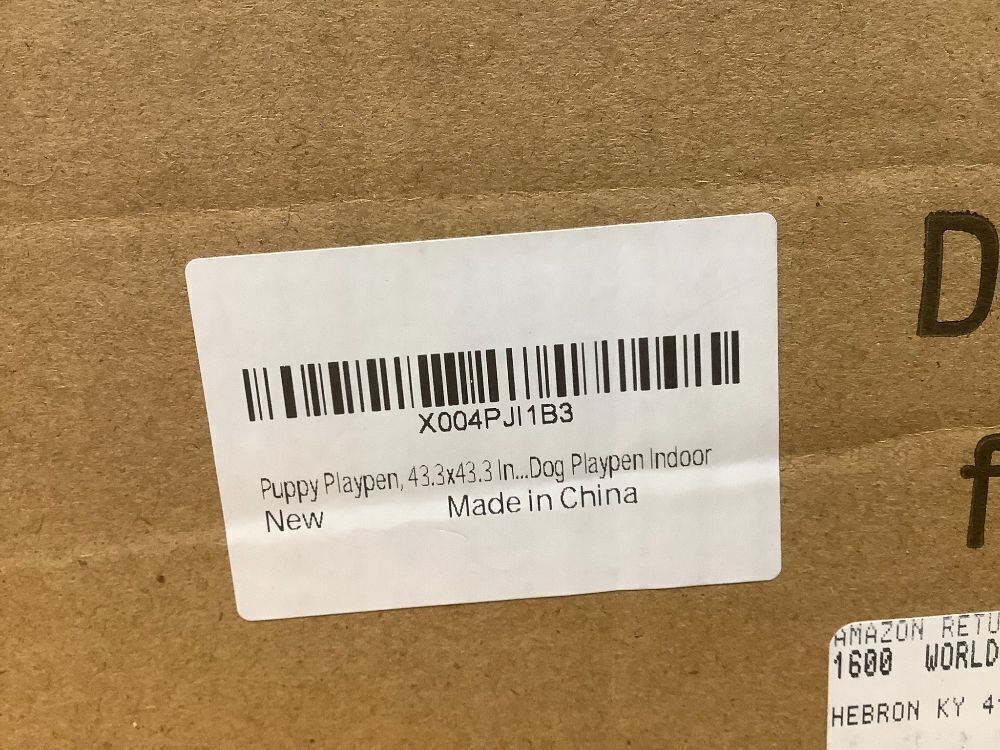 X004PJI1B3
Puppy Playpen, 43.3x43.3 In...Dog Playpen Indoor
New Made in China
D
f
AMAZON RETU
1600 WORLD
HEBRON KY 4